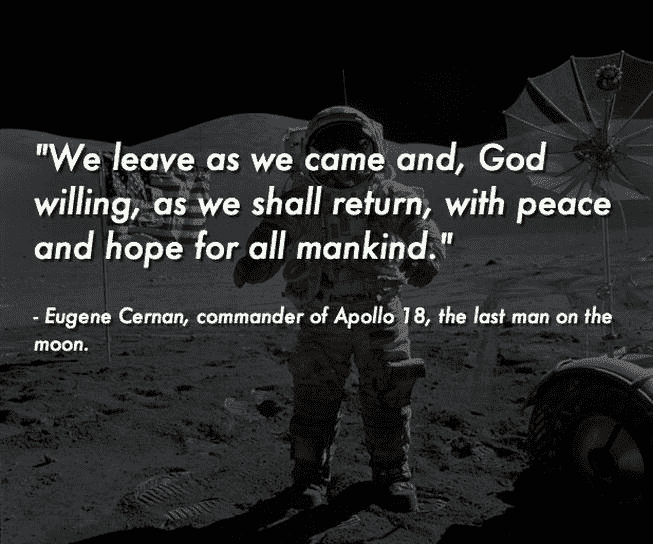 "We leave as we came and, God
willing, as we shall return, with peace
and hope for all mankind."
- Eugene Cernan, commander of Apollo 18, the last man on the
moon.